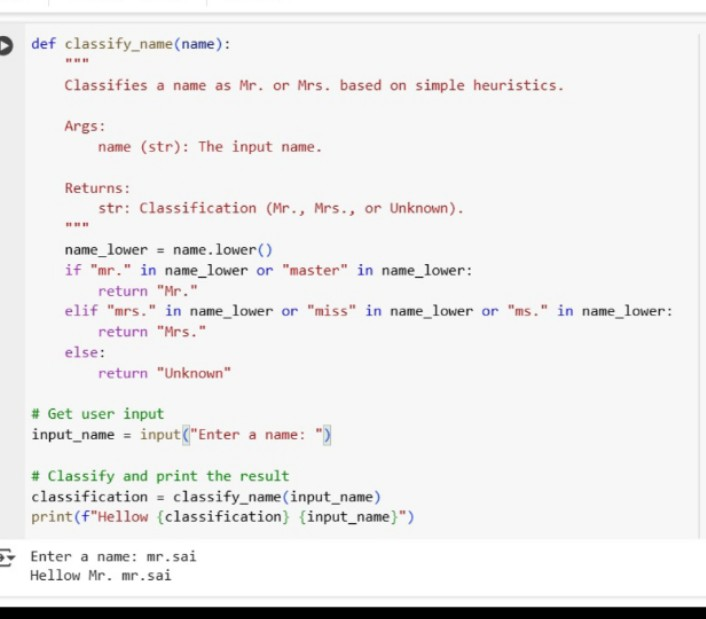 def classify_name(name):
"""
Classifies a name as Mr. or Mrs. based on simple heuristics.
Args:
name (str): The input name.
Returns:
str: Classification (Mr., Mrs., or Unknown).
"""
name_lower = name.lower()
if "mr." in name_lower or "master" in name_lower:
return "Mr."
elif "mrs." in name_lower or "miss" in name_lower or "ms." in name_lower:
return "Mrs."
else:
return "Unknown"
# Get user input
input_name = input("Enter a name: ")
# Classify and print the result
classification = classify_name(input_name)
print(f"Hellow {classification} {input_name}")
Enter a name: mr.sai
Hellow Mr. mr.sai